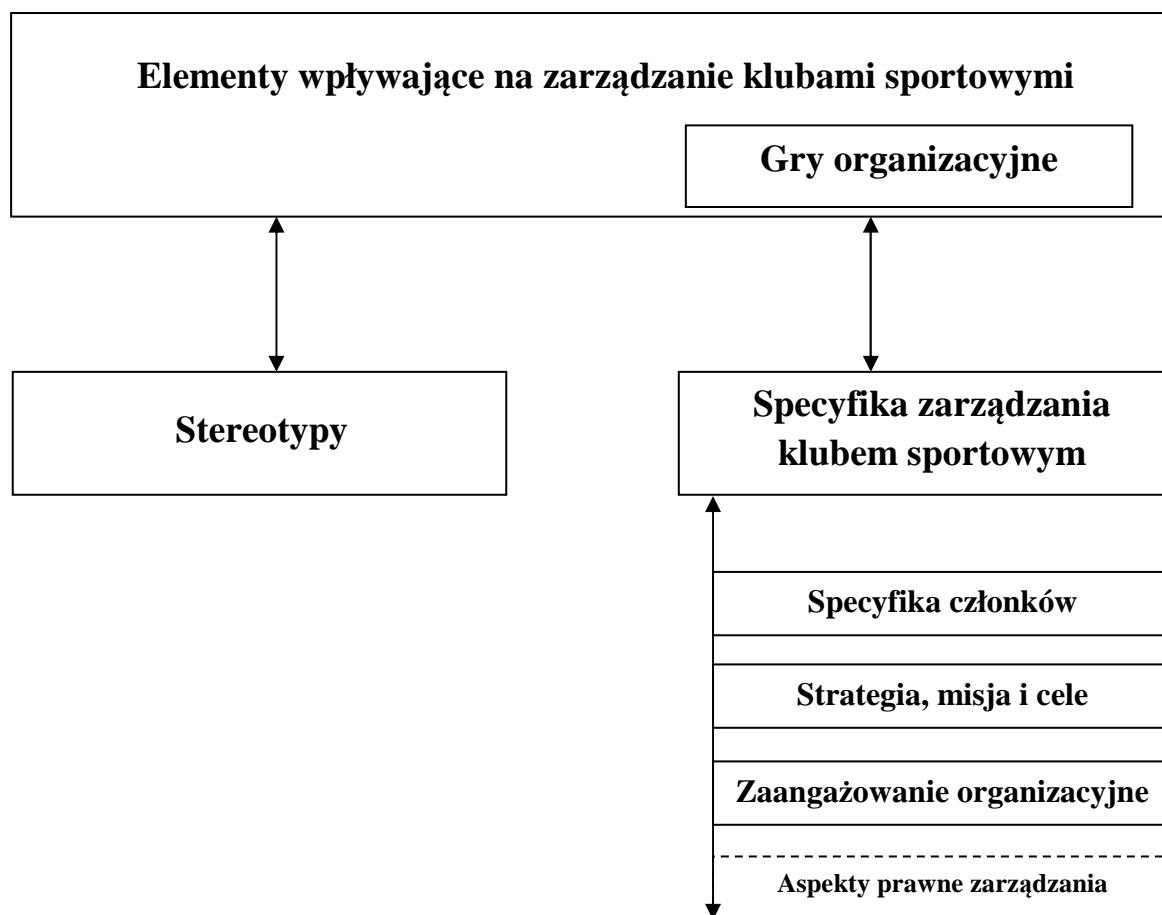 Elementy wpływające na zarządzanie klubami sportowymi
Gry organizacyjne
Stereotypy
Specyfika zarządzania
klubem sportowym
Specyfika członków
Strategia, misja i cele
Zaangażowanie organizacyjne
Aspekty prawne zarządzania